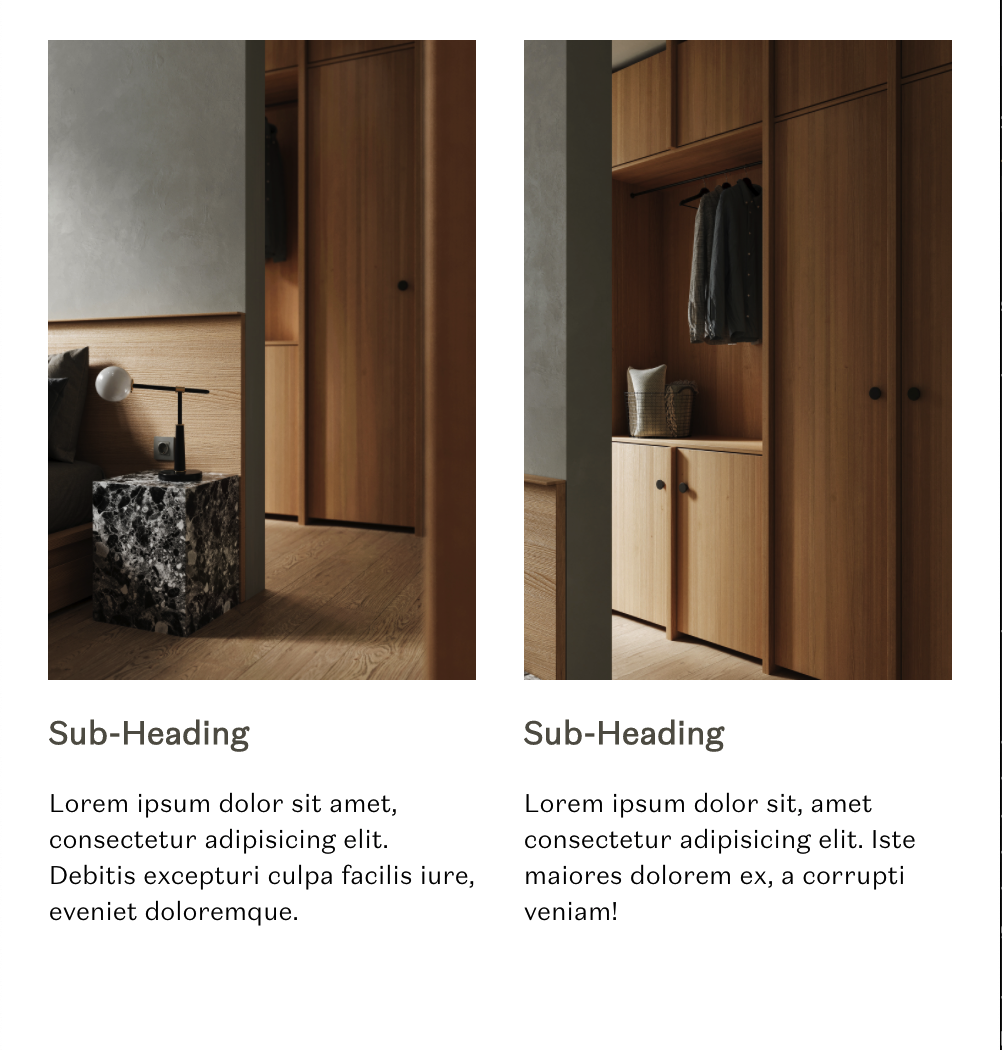 Sub-Heading
Lorem ipsum dolor sit amet,
consectetur adipisicing elit.
Debitis excepturi culpa facilis iure,
eveniet doloremque.
Sub-Heading
Lorem ipsum dolor sit, amet
consectetur adipisicing elit. Iste
maiores dolorem ex, a corrupti
veniam!